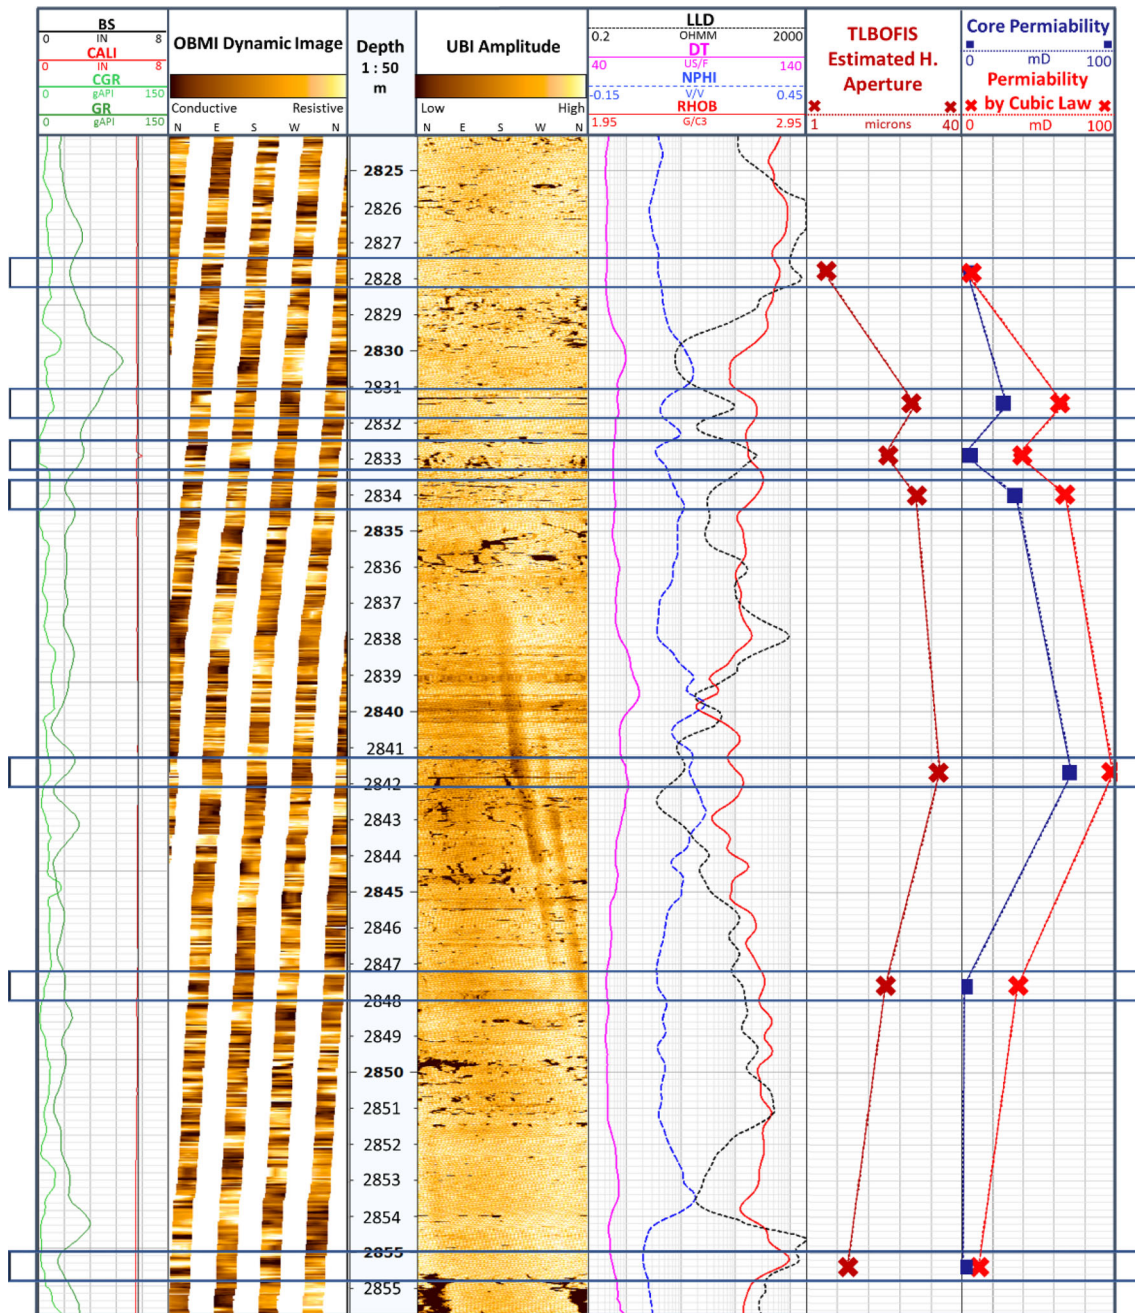 BS
0 IN 8
CALI
0 IN 8
CGR
0 gAPI 150
GR
0 gAPI 150
OBMI Dynamic Image
Conductive Resistive
N E S W N
Depth
1 : 50
m
UBI Amplitude
Low High
N E S W N
LLD
0.2 OHMM 2000
DT
40 US/F 140
NPHI
-0.15 V/V 0.45
RHOB
1.95 G/C3 2.95
TLBOFIS
Estimated H.
Aperture
1 microns 40
Core Permiability
0 mD 100
Permiability
by Cubic Law
0 mD 100
2825
2826
2827
2828
2829
2830
2831
2832
2833
2834
2835
2836
2837
2838
2839
2840
2841
2842
2843
2844
2845
2846
2847
2848
2849
2850
2851
2852
2853
2854
2855
2855